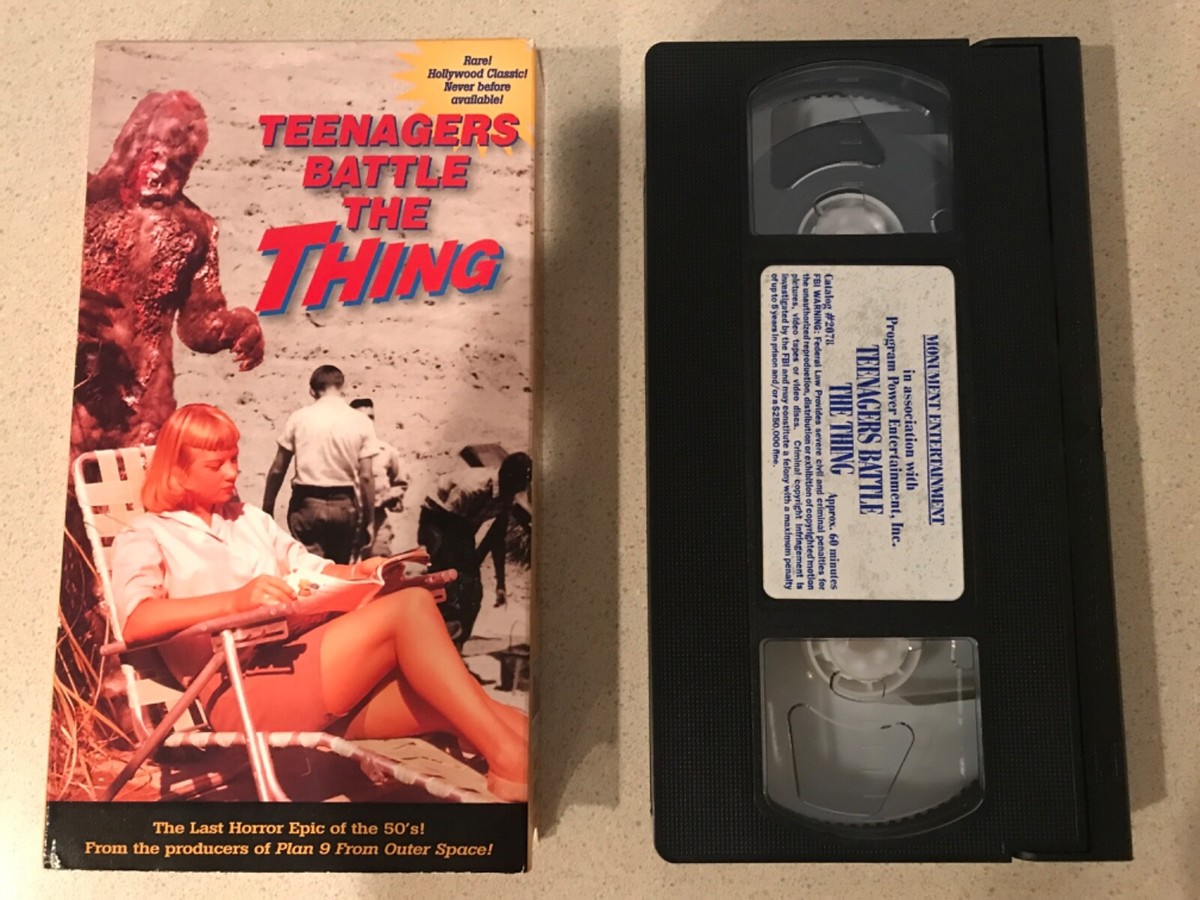 Rare!
Hollywood Classic!
Never before
available!
TEENAGERS
BATTLE
THE
THING
The Last Horror Epic of the 50's!
From the producers of Plan 9 From Outer Space!
MONUMENT ENTERTAINMENT
in association with
Program Power Entertainment, Inc.
TEENAGERS BATTLE
THE THING
Catalog #2078 Approx. 60 minutes
FBI WARNING: Federal Law Provides severe civil and criminal penalties for
the unauthorized reproduction, distribution or exhibition of copyrighted motion
pictures, video tapes or video discs. Criminal copyright infringement is
investigated by the FBI and may constitute a felony with a maximum penalty
of up to 5 years in prison and/or a $250,000 fine.